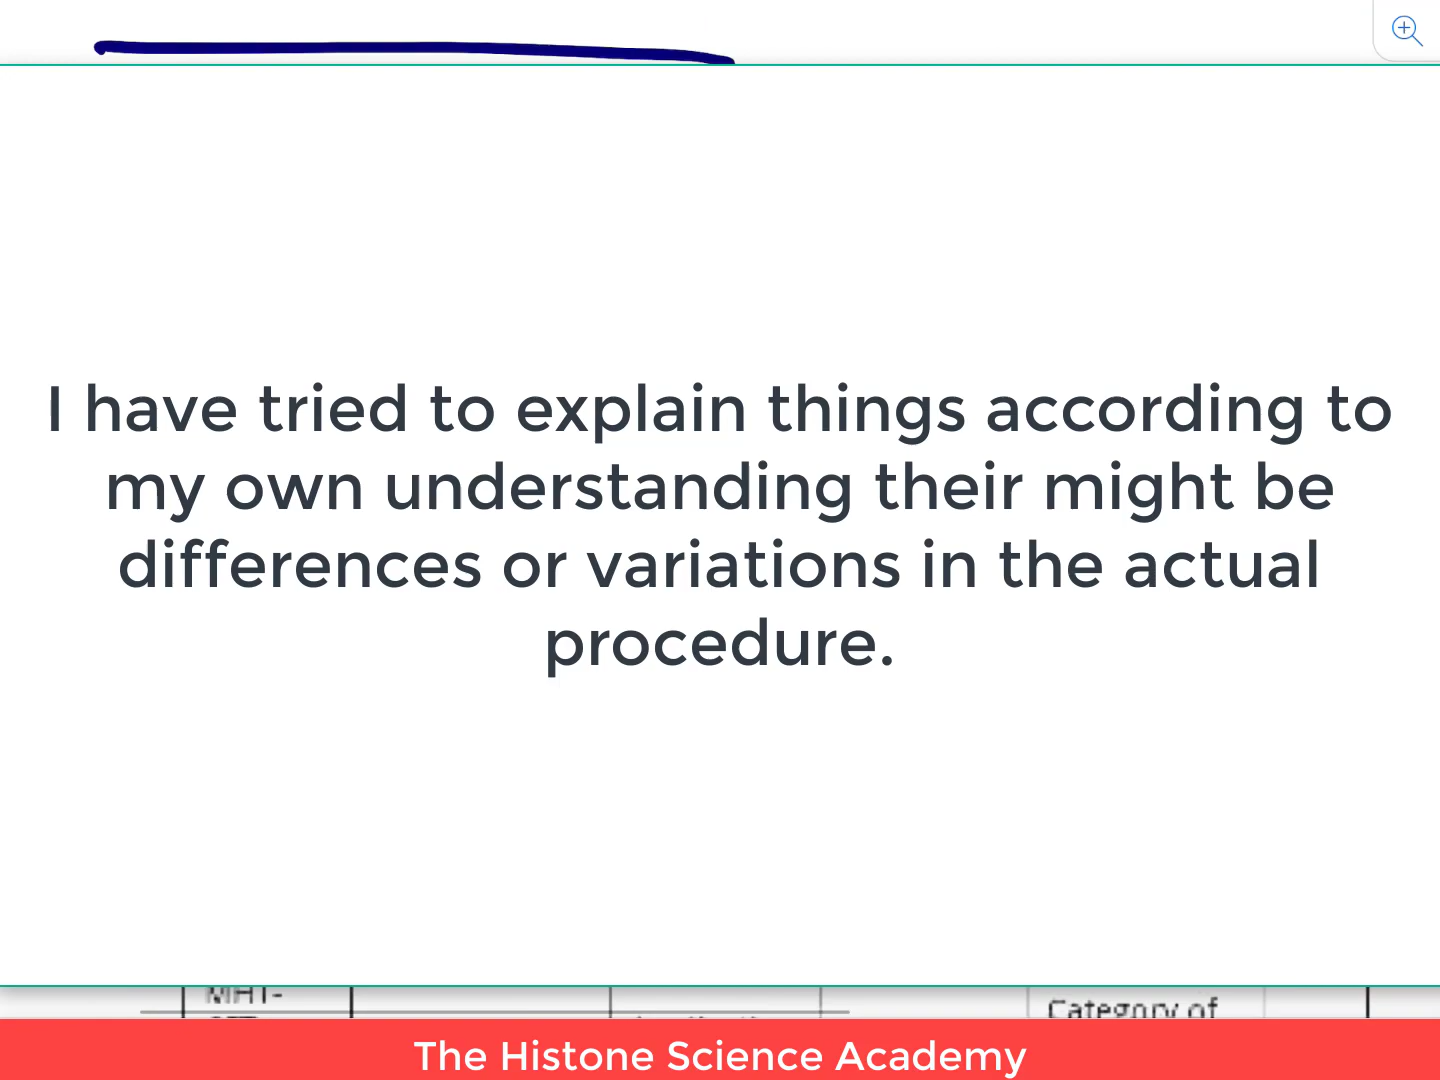 I have tried to explain things according to
my own understanding their might be
differences or variations in the actual
procedure.
MHT-
Category of
The Histone Science Academy